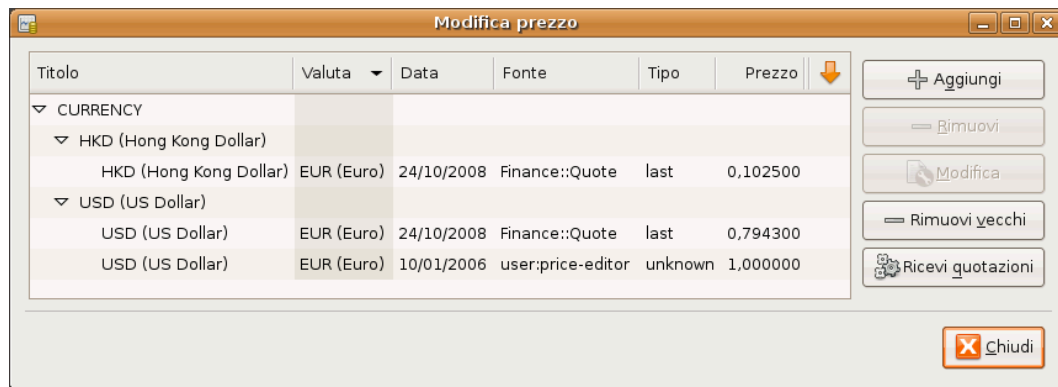 Modifica prezzo
Titolo Valuta Data Fonte Tipo Prezzo
Aggiungi
CURRENCY
Rimuovi
HKD (Hong Kong Dollar)
HKD (Hong Kong Dollar) EUR (Euro) 24/10/2008 Finance::Quote last 0,102500
Modifica
USD (US Dollar)
Rimuovi vecchi
USD (US Dollar) EUR (Euro) 24/10/2008 Finance::Quote last 0,794300
USD (US Dollar) EUR (Euro) 10/01/2006 user:price-editor unknown 1,000000
Ricevi quotazioni
Chiudi